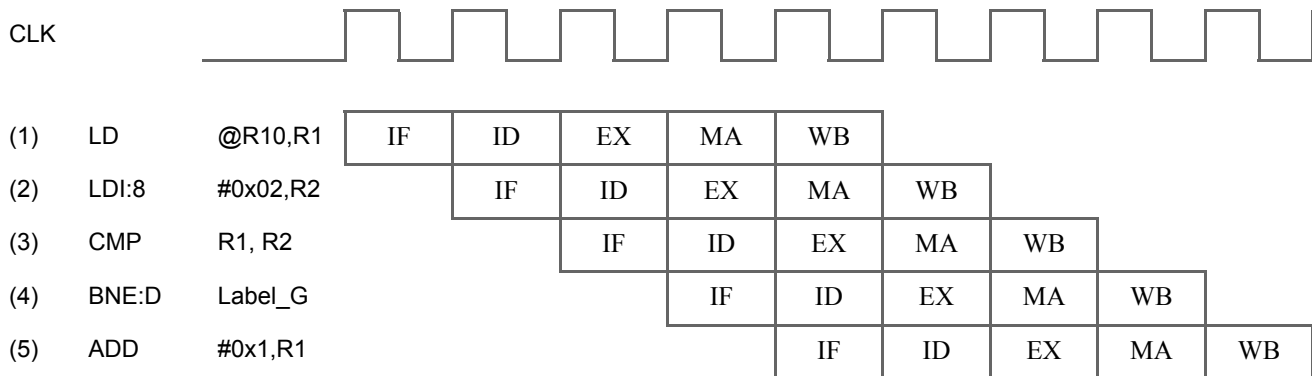 CLK
(1) LD @R10,R1 IF ID EX MA WB
(2) LDI:8 #0x02,R2 IF ID EX MA WB
(3) CMP R1, R2 IF ID EX MA WB
(4) BNE:D Label_G IF ID EX MA WB
(5) ADD #0x1,R1 IF ID EX MA WB